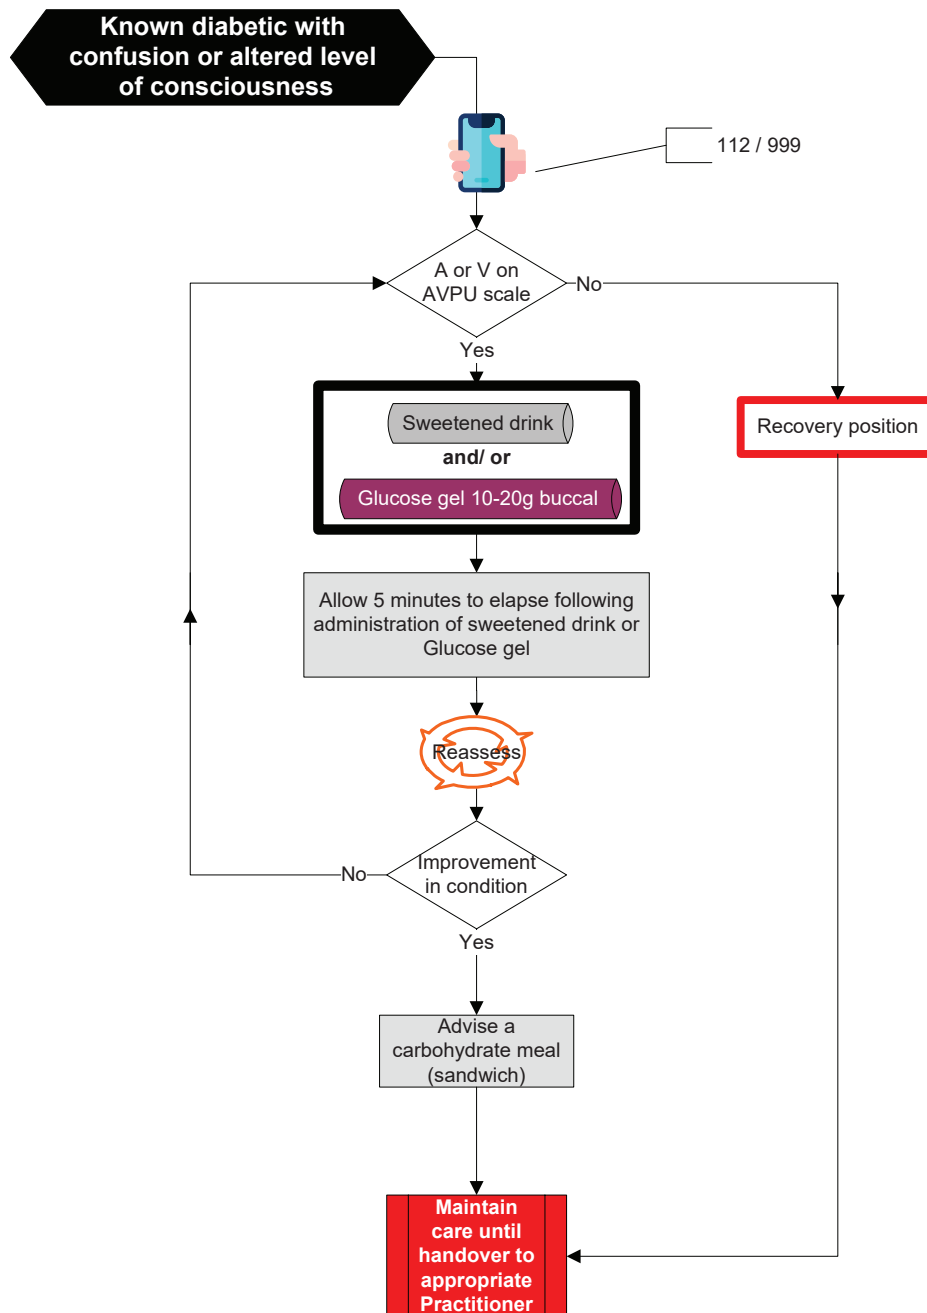 Known diabetic with
confusion or altered level
of consciousness
112 / 999
A or V on
AVPU scale
No
Yes
Sweetened drink
and/ or
Glucose gel 10-20g buccal
Recovery position
Allow 5 minutes to elapse following
administration of sweetened drink or
Glucose gel
Reassess
Improvement
in condition
No
Yes
Advise a
carbohydrate meal
(sandwich)
Maintain
care until
handover to
appropriate
Practitioner